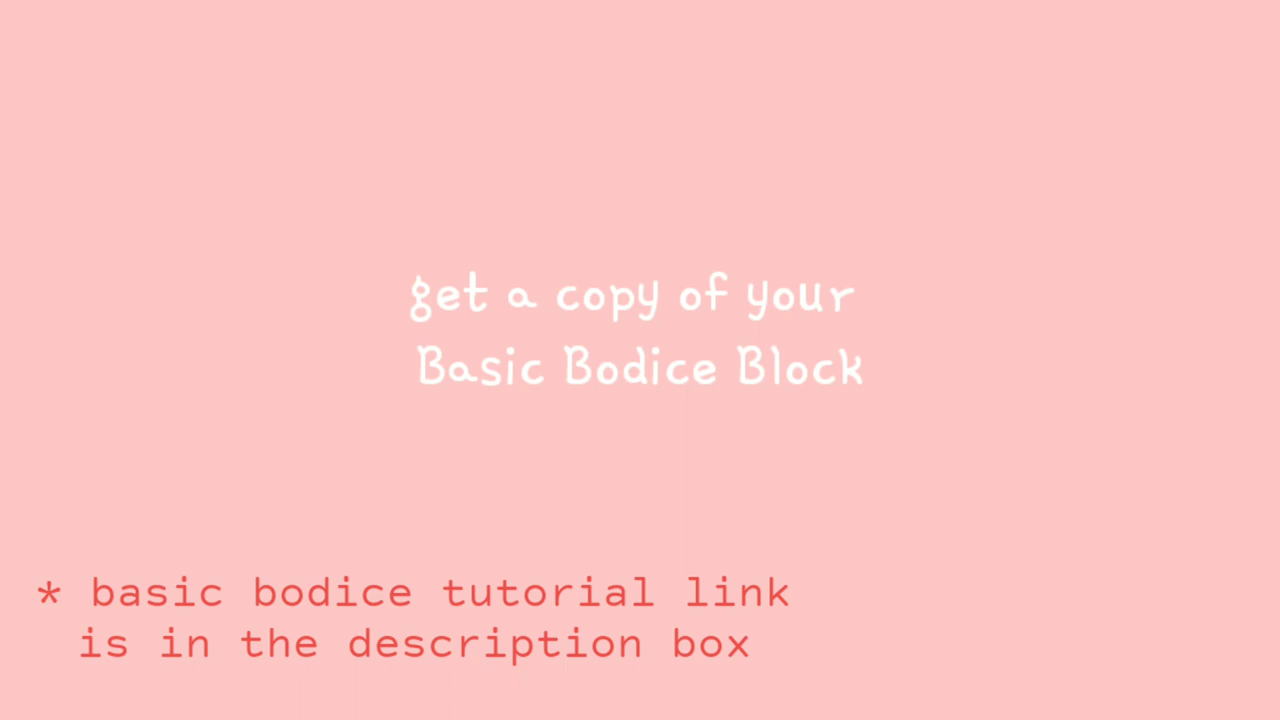 get a copy of your
Basic Bodice Block
* basic bodice tutorial link
is in the description box